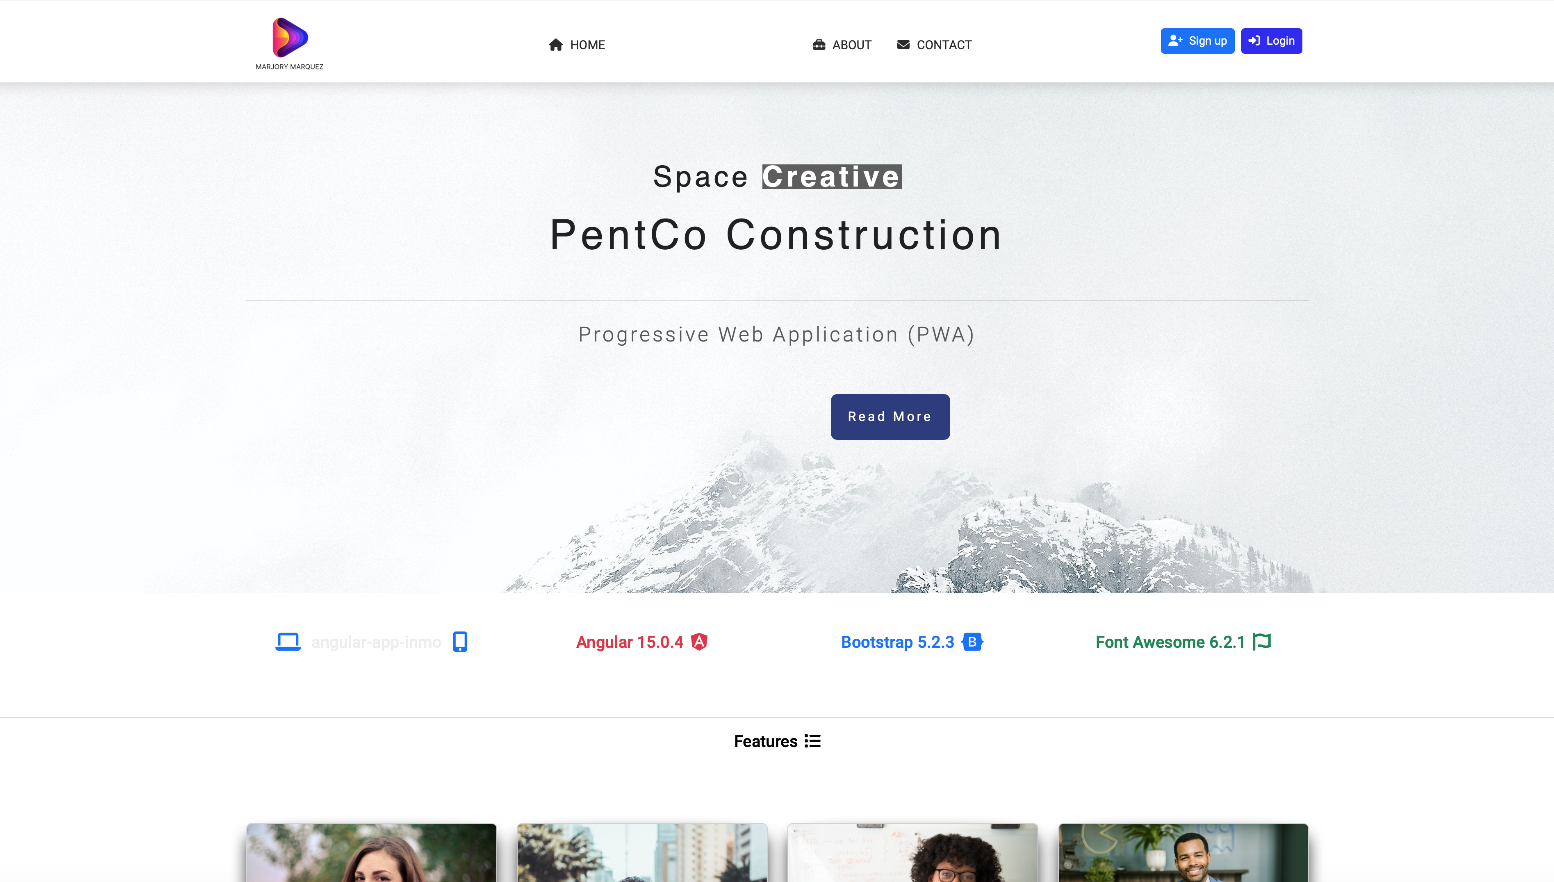 MARJORY MARQUEZ
HOME
ABOUT
CONTACT
Sign up
Login
Space Creative
PentCo Construction
Progressive Web Application (PWA)
Read More
angular-app-inmo
Angular 15.0.4
Bootstrap 5.2.3
Font Awesome 6.2.1
Features